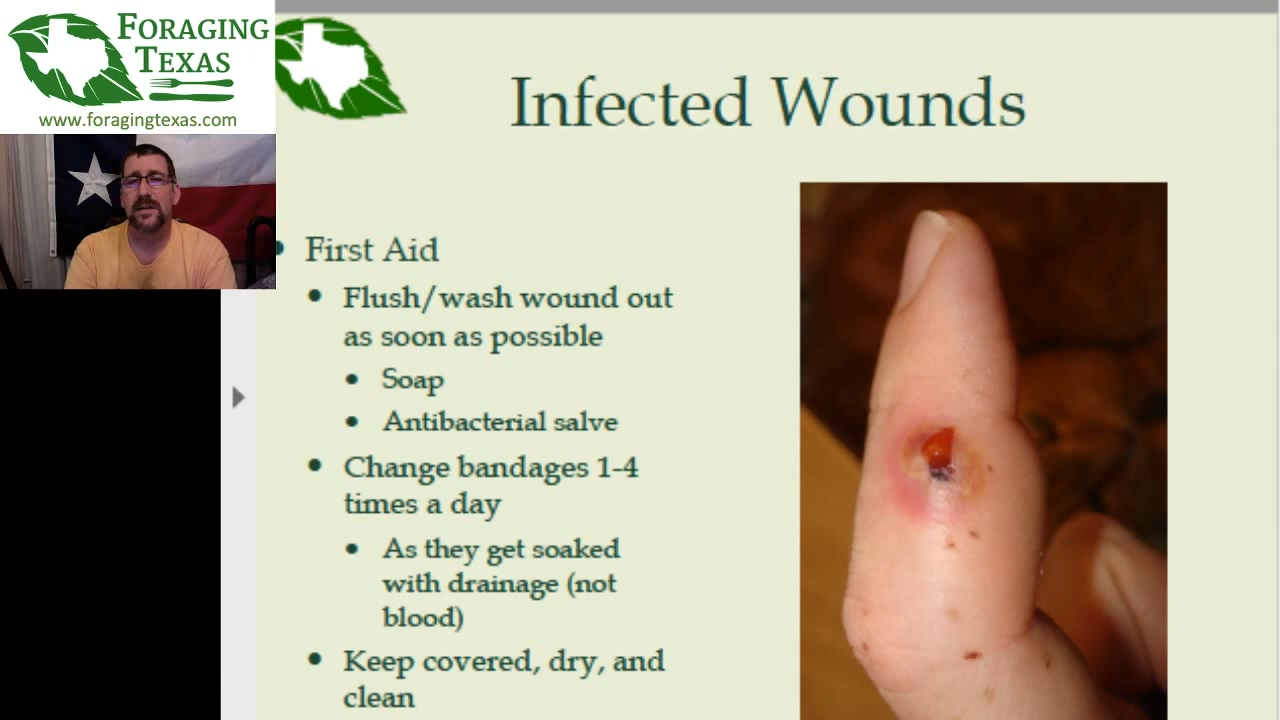 FORAGING
TEXAS
www.foragingtexas.com
Infected Wounds
• First Aid
• Flush/wash wound out
as soon as possible
• Soap
• Antibacterial salve
• Change bandages 1-4
times a day
• As they get soaked
with drainage (not
blood)
• Keep covered, dry, and
clean